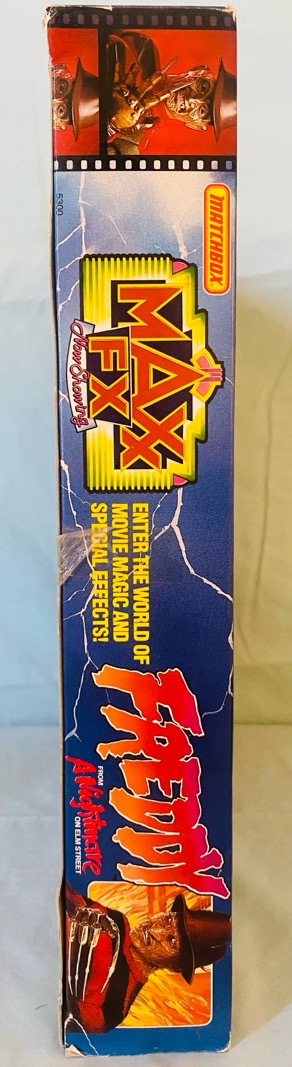 5300
MATCHBOX
MAXX
FX
Now Showing
ENTER THE WORLD OF
MOVIE MAGIC AND
SPECIAL EFFECTS!
FREDDY
FROM
A Nightmare
ON ELM STREET